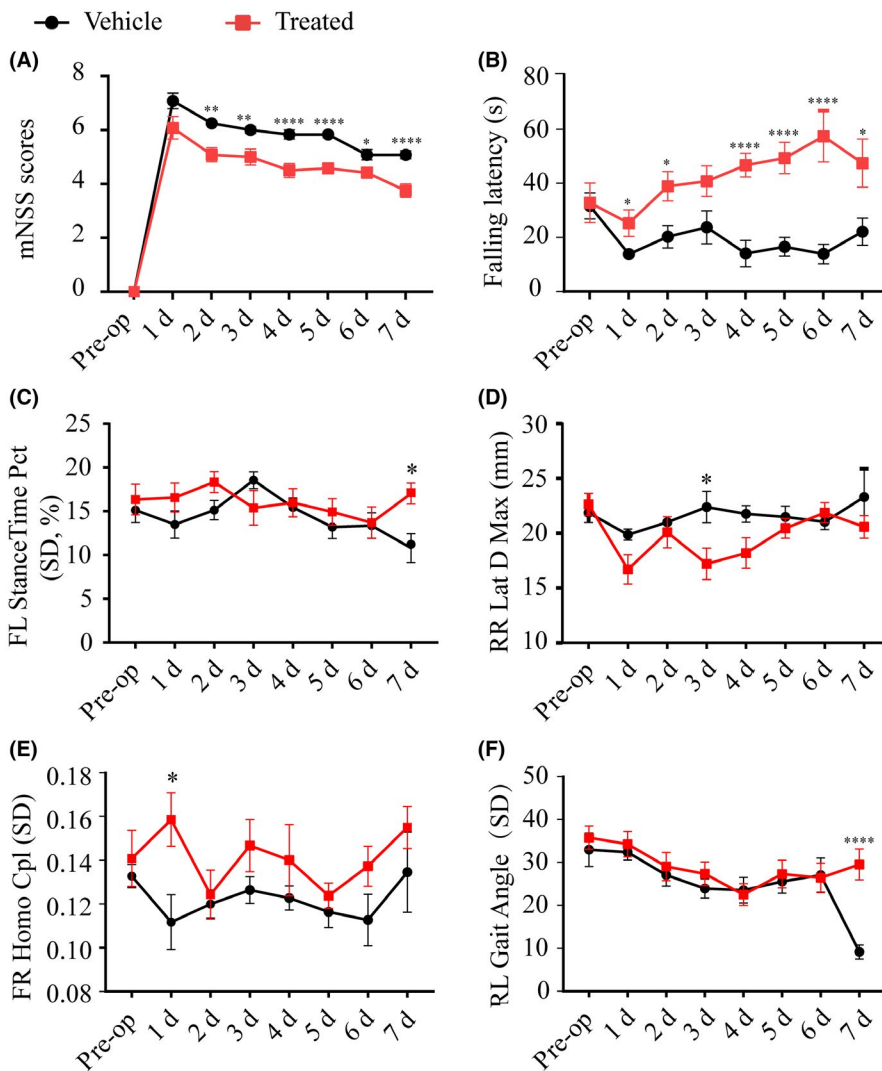 Vehicle Treated
(A)
mNSS scores
8
6
4
2
0
** ** **** **** * ****
Pre-op 1 d 2 d 3 d 4 d 5 d 6 d 7 d
(B)
Falling latency (s)
80
60
40
20
0
* * **** **** **** *
Pre-op 1 d 2 d 3 d 4 d 5 d 6 d 7 d
(C)
FL StanceTime Pct
(SD, %)
25
20
15
10
5
0
*
Pre-op 1 d 2 d 3 d 4 d 5 d 6 d 7 d
(D)
RR Lat D Max (mm)
30
25
20
15
10
*
Pre-op 1 d 2 d 3 d 4 d 5 d 6 d 7 d
(E)
FR Homo Cpl (SD)
0.18
0.16
0.14
0.12
0.10
0.08
*
Pre-op 1 d 2 d 3 d 4 d 5 d 6 d 7 d
(F)
RL Gait Angle （SD）
50
40
30
20
10
0
****
Pre-op 1 d 2 d 3 d 4 d 5 d 6 d 7 d